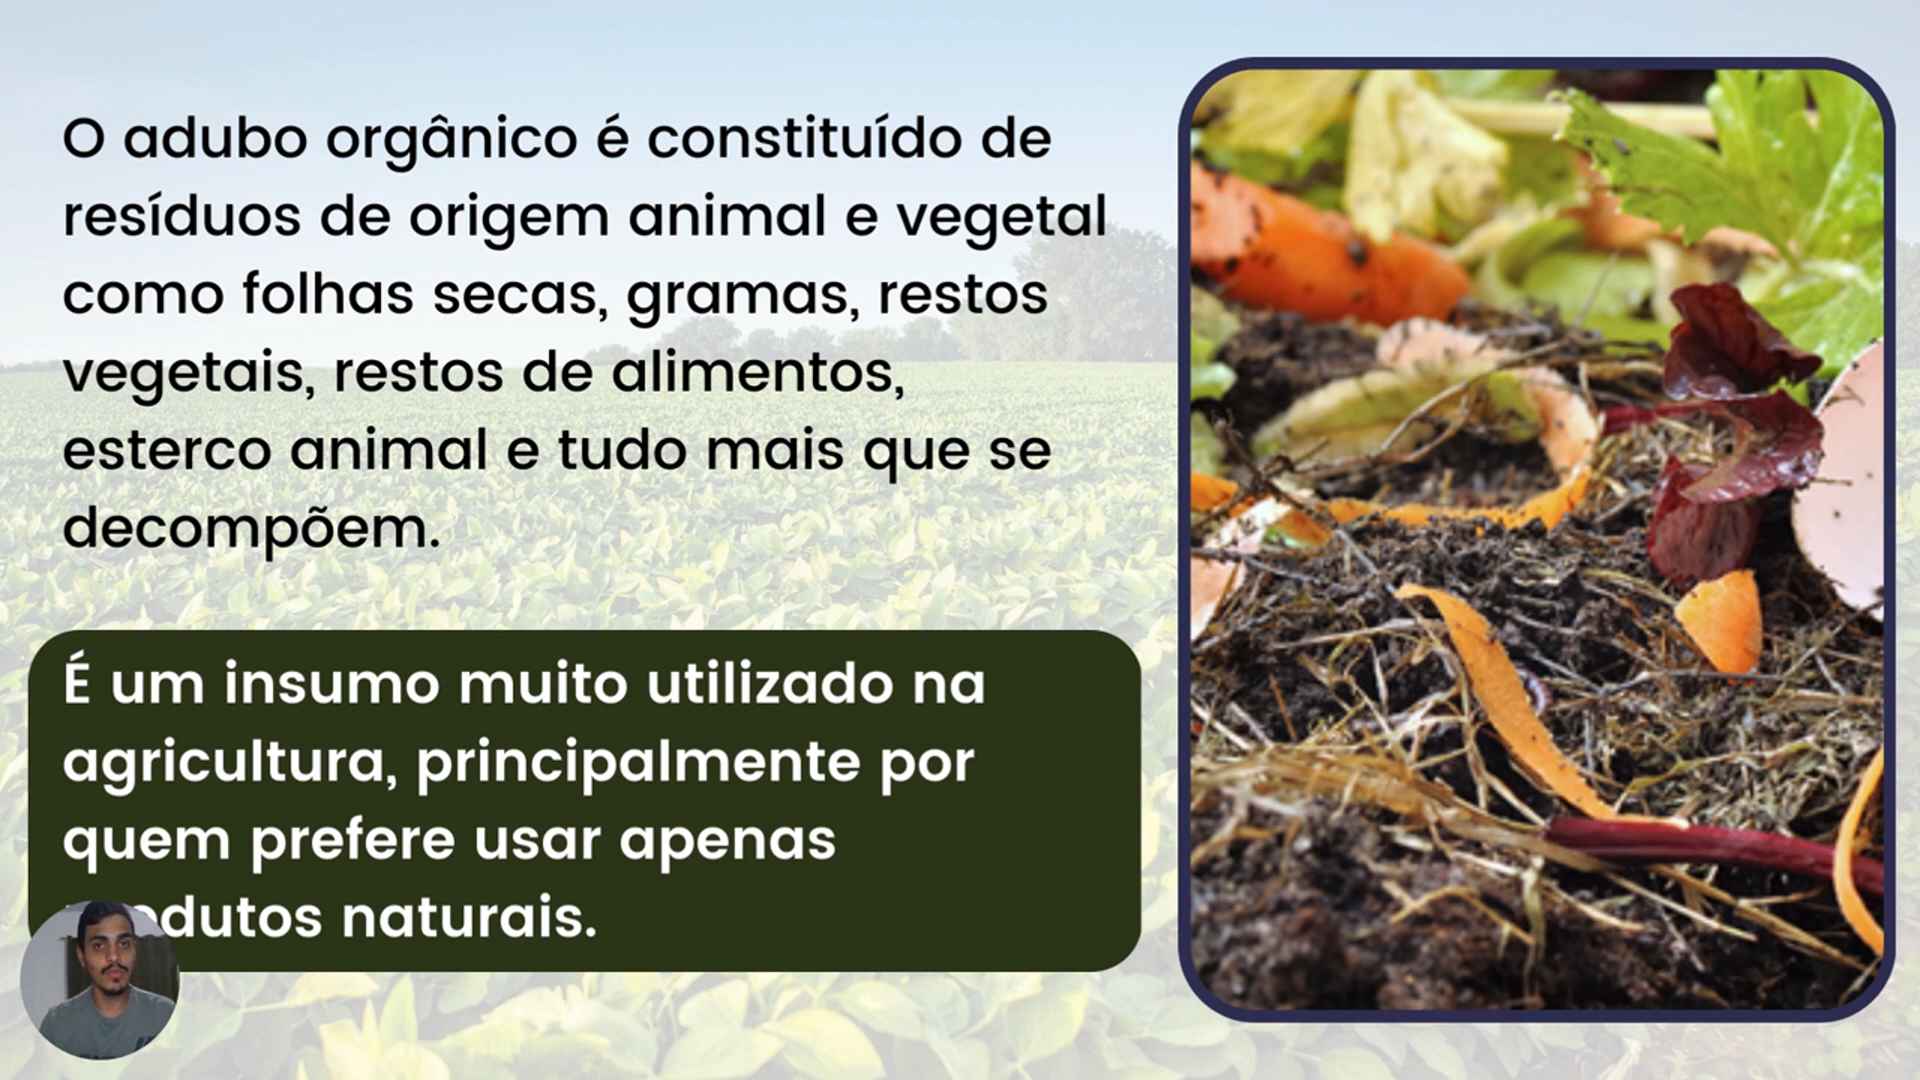 O adubo orgânico é constituído de
resíduos de origem animal e vegetal
como folhas secas, gramas, restos
vegetais, restos de alimentos,
esterco animal e tudo mais que se
decompõem.
É um insumo muito utilizado na
agricultura, principalmente por
quem prefere usar apenas
naturais.